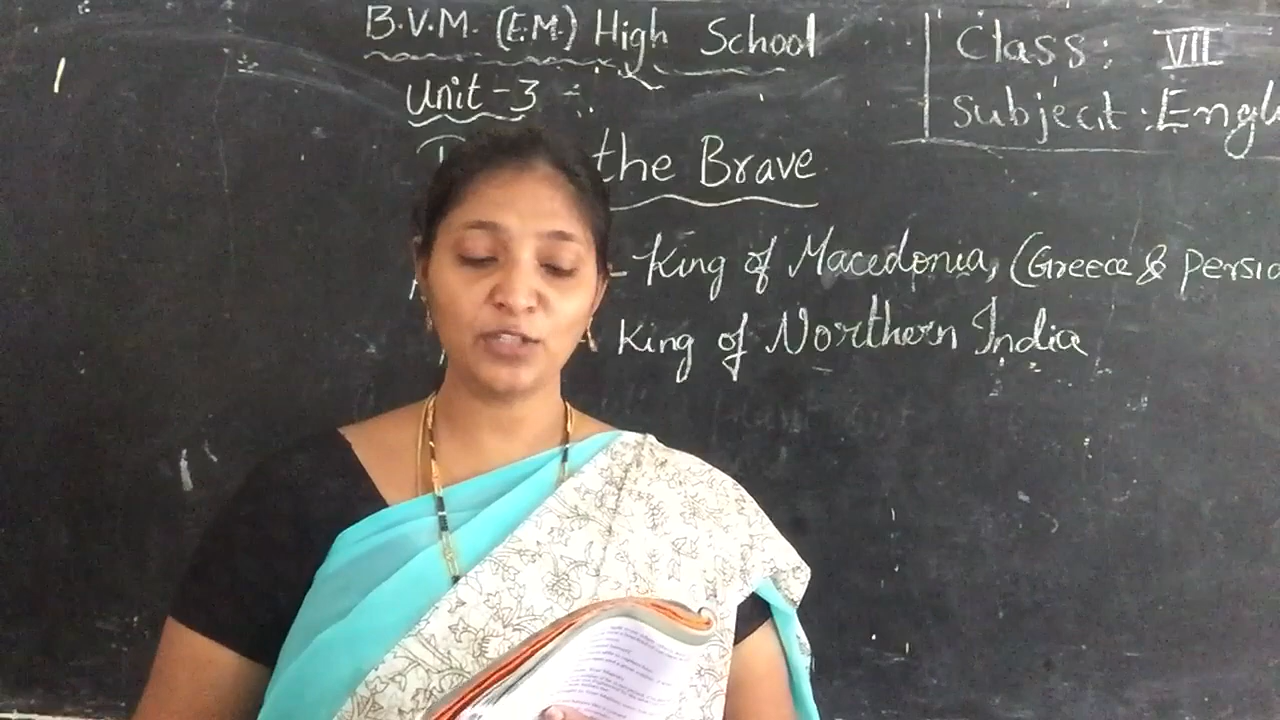 B.V.M. (E.M.) High School
Unit-3 :-
the Brave
- King of Macedonia, (Greece & Persia
King of Northern India
Class: VII
Subject: Engl